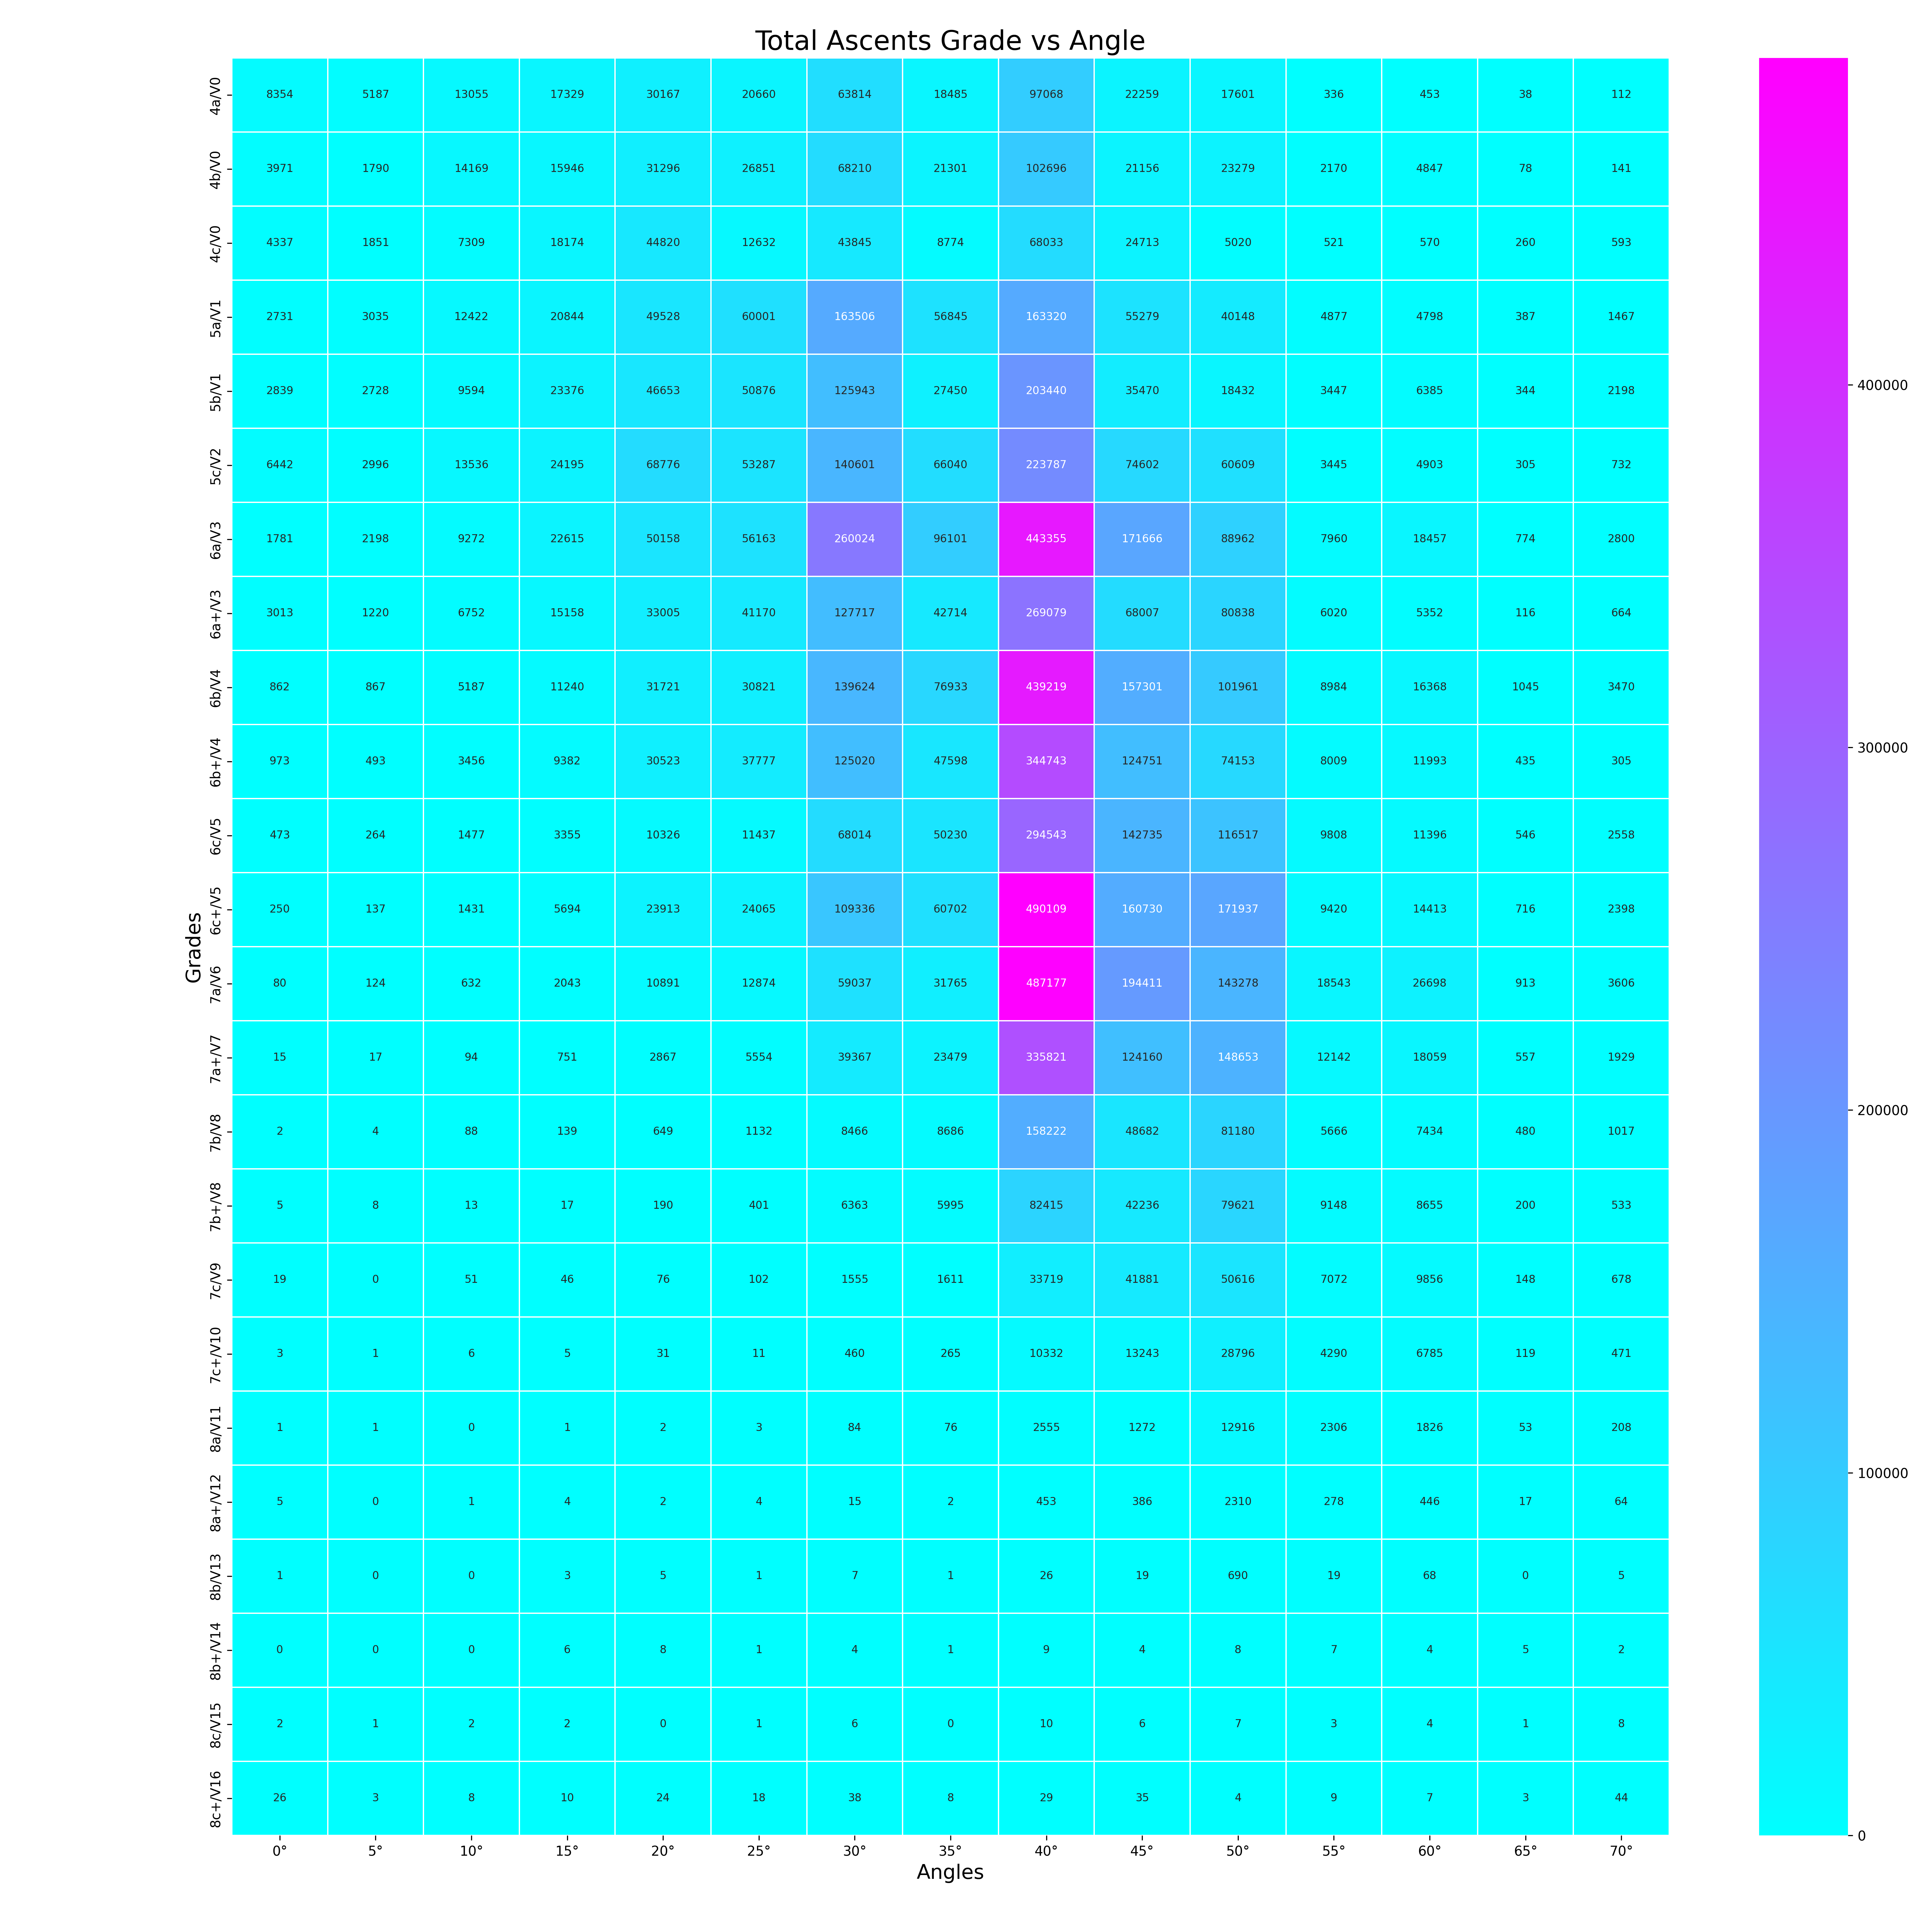 Total Ascents Grade vs Angle
4a/V0 8354 5187 13055 17329 30167 20660 63814 18485 97068 22259 17601 336 453 38 112
4b/V0 3971 1790 14169 15946 31296 26851 68210 21301 102696 21156 23279 2170 4847 78 141
4c/V0 4337 1851 7309 18174 44820 12632 43845 8774 68033 24713 5020 521 570 260 593
5a/V1 2731 3035 12422 20844 49528 60001 163506 56845 163320 55279 40148 4877 4798 387 1467
5b/V1 2839 2728 9594 23376 46653 50876 125943 27450 203440 35470 18432 3447 6385 344 2198
400000
5c/V2 6442 2996 13536 24195 68776 53287 140601 66040 223787 74602 60609 3445 4903 305 732
6a/V3 1781 2198 9272 22615 50158 56163 260024 96101 443355 171666 88962 7960 18457 774 2800
6a+/V3 3013 1220 6752 15158 33005 41170 127717 42714 269079 68007 80838 6020 5352 116 664
6b/V4 862 867 5187 11240 31721 30821 139624 76933 439219 157301 101961 8984 16368 1045 3470
300000
6b+/V4 973 493 3456 9382 30523 37777 125020 47598 344743 124751 74153 8009 11993 435 305
6c/V5 473 264 1477 3355 10326 11437 68014 50230 294543 142735 116517 9808 11396 546 2558
6c+/V5 250 137 1431 5694 23913 24065 109336 60702 490109 160730 171937 9420 14413 716 2398
Grades
7a/V6 80 124 632 2043 10891 12874 59037 31765 487177 194411 143278 18543 26698 913 3606
7a+/V7 15 17 94 751 2867 5554 39367 23479 335821 124160 148653 12142 18059 557 1929
200000
7b/V8 2 4 88 139 649 1132 8466 8686 158222 48682 81180 5666 7434 480 1017
7b+/V8 5 8 13 17 190 401 6363 5995 82415 42236 79621 9148 8655 200 533
7c/V9 19 0 51 46 76 102 1555 1611 33719 41881 50616 7072 9856 148 678
7c+/V10 3 1 6 5 31 11 460 265 10332 13243 28796 4290 6785 119 471
8a/V11 1 1 0 1 2 3 84 76 2555 1272 12916 2306 1826 53 208
100000
8a+/V12 5 0 1 4 2 4 15 2 453 386 2310 278 446 17 64
8b/V13 1 0 0 3 5 1 7 1 26 19 690 19 68 0 5
8b+/V14 0 0 0 6 8 1 4 1 9 4 8 7 4 5 2
8c/V15 2 1 2 2 0 1 6 0 10 6 7 3 4 1 8
8c+/V16 26 3 8 10 24 18 38 8 29 35 4 9 7 3 44
0
0° 5° 10° 15° 20° 25° 30° 35° 40° 45° 50° 55° 60° 65° 70°
Angles